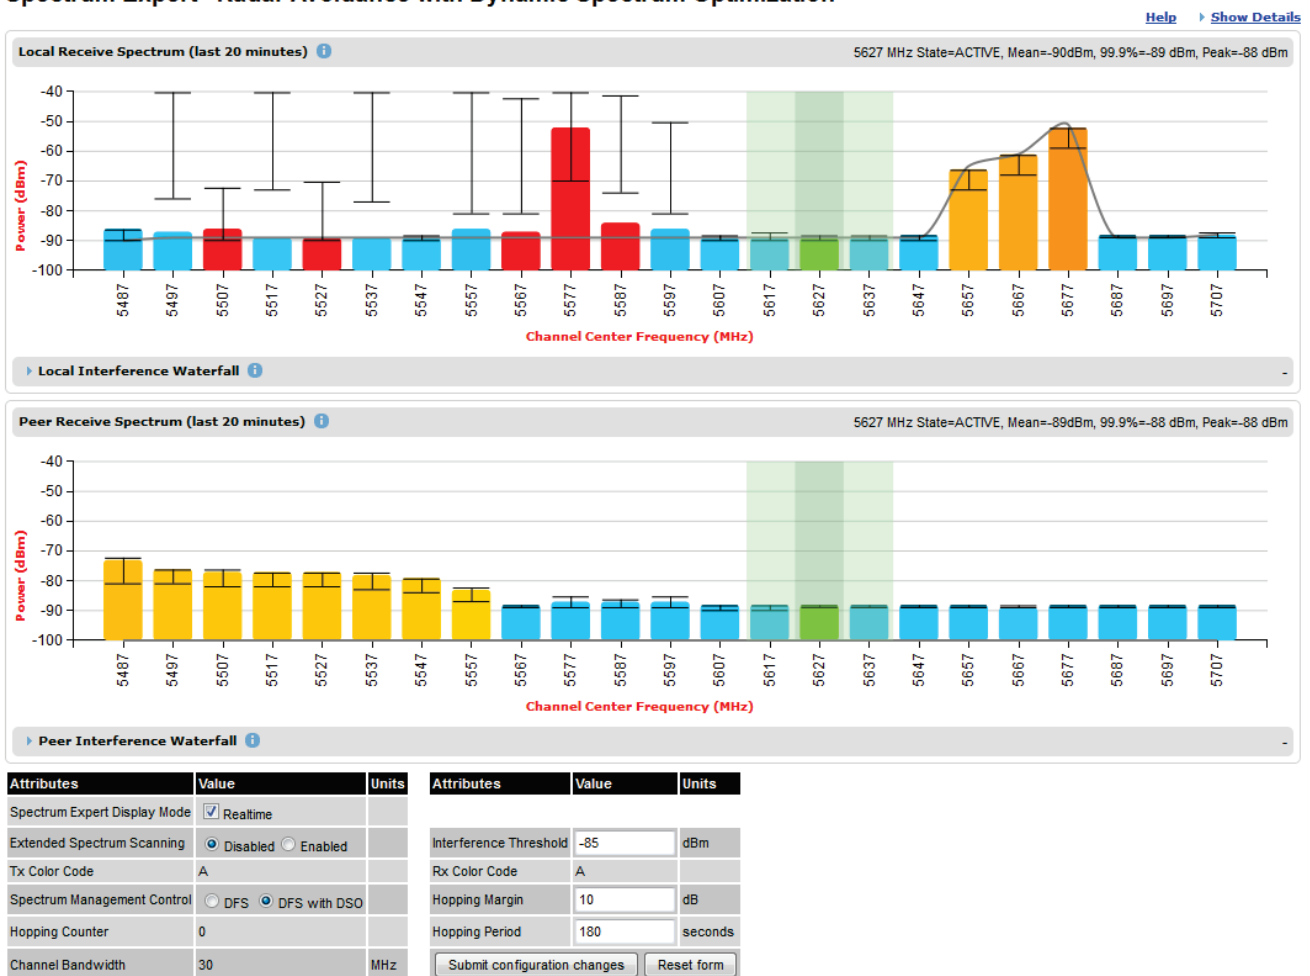 Spectrum Expert - Radar Avoidance with Dynamic Spectrum Optimization
Help Show Details
Local Receive Spectrum (last 20 minutes) 5627 MHz State=ACTIVE, Mean=-90dBm, 99.9%=-89 dBm, Peak=-88 dBm
Power (dBm)
-40
-50
-60
-70
-80
-90
-100
5487 5497 5507 5517 5527 5537 5547 5557 5567 5577 5587 5597 5607 5617 5627 5637 5647 5657 5667 5677 5687 5697 5707
Channel Center Frequency (MHz)
Local Interference Waterfall -
Peer Receive Spectrum (last 20 minutes) 5627 MHz State=ACTIVE, Mean=-89dBm, 99.9%=-88 dBm, Peak=-88 dBm
Power (dBm)
-40
-50
-60
-70
-80
-90
-100
5487 5497 5507 5517 5527 5537 5547 5557 5567 5577 5587 5597 5607 5617 5627 5637 5647 5657 5667 5677 5687 5697 5707
Channel Center Frequency (MHz)
Peer Interference Waterfall -
Attributes Value Units
Spectrum Expert Display Mode Realtime
Extended Spectrum Scanning Disabled Enabled
Tx Color Code A
Spectrum Management Control DFS DFS with DSO
Hopping Counter 0
Channel Bandwidth 30 MHz
Attributes Value Units
Interference Threshold -85 dBm
Rx Color Code A
Hopping Margin 10 dB
Hopping Period 180 seconds
Submit configuration changes Reset form